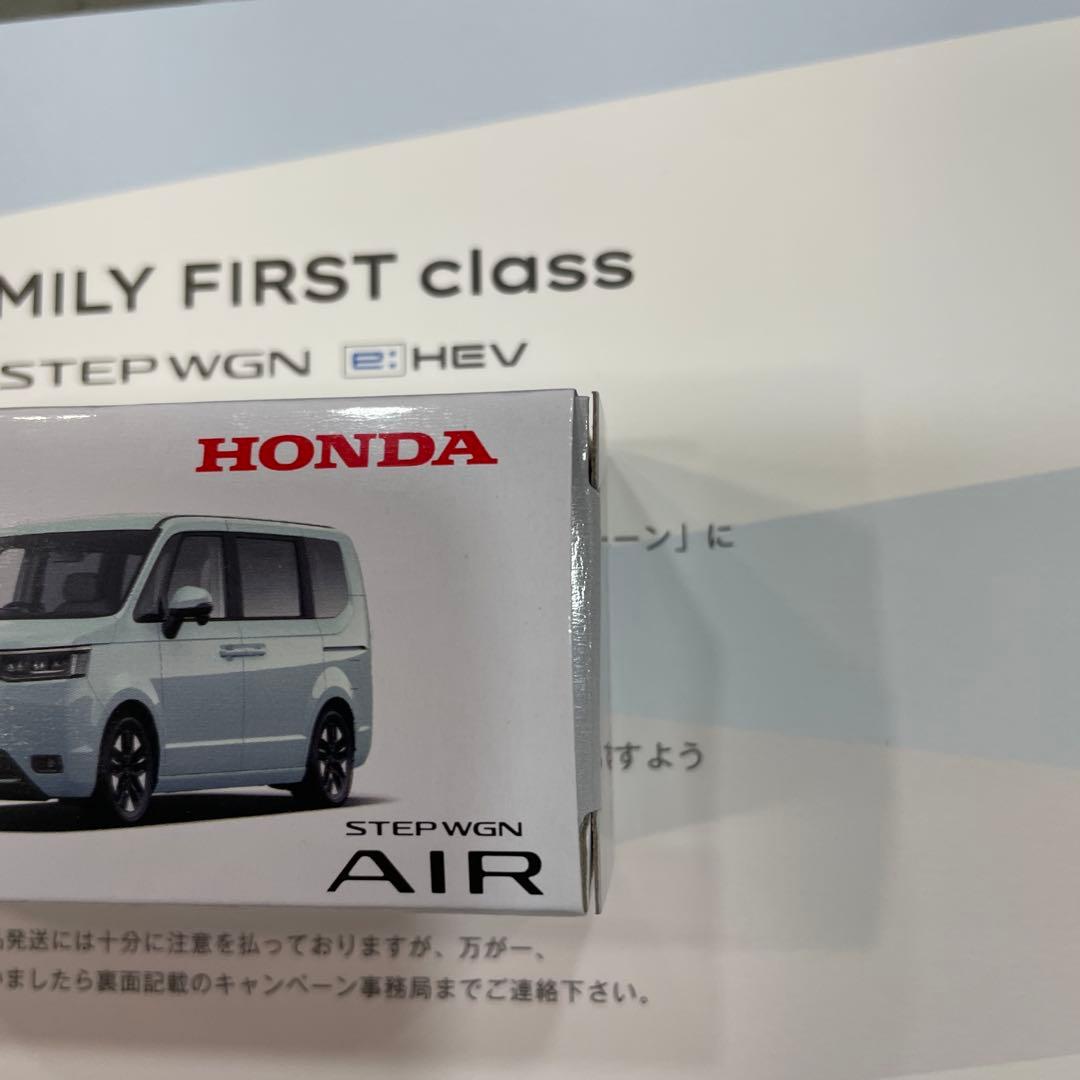 MILY FIRST class
STEP WGN e:HEV
HONDA
ーン」に
すよう
STEP WGN
AIR
発送には十分に注意を払っておりますが、万が一、
ましたら裏面記載のキャンペーン事務局までご連絡下さい。